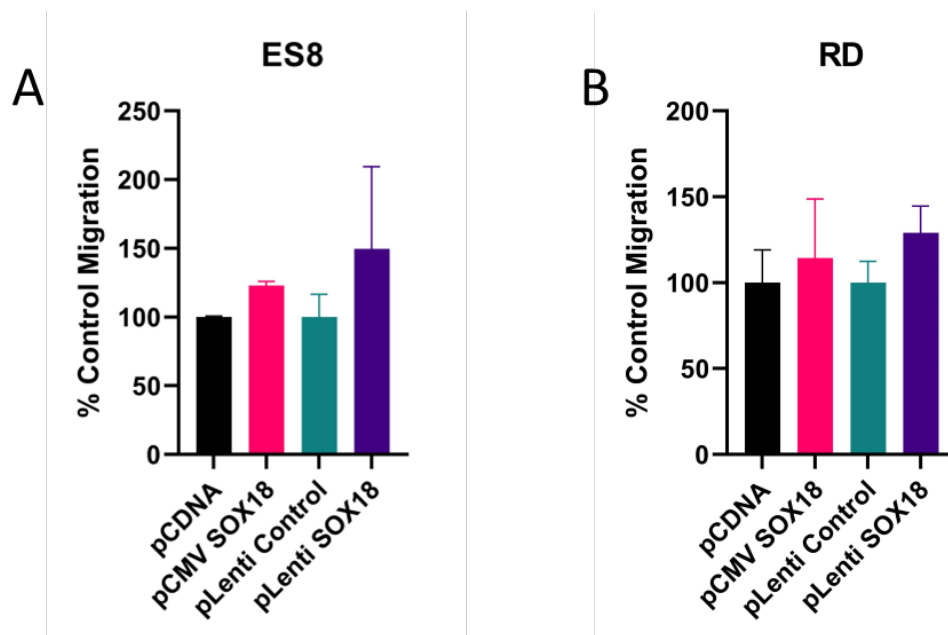 A
ES8
% Control Migration
250
200
150
100
50
0
pCDNA
pCMV SOX18
pLenti Control
pLenti SOX18
B
RD
% Control Migration
200
150
100
50
0
pCDNA
pCMV SOX18
pLenti Control
pLenti SOX18